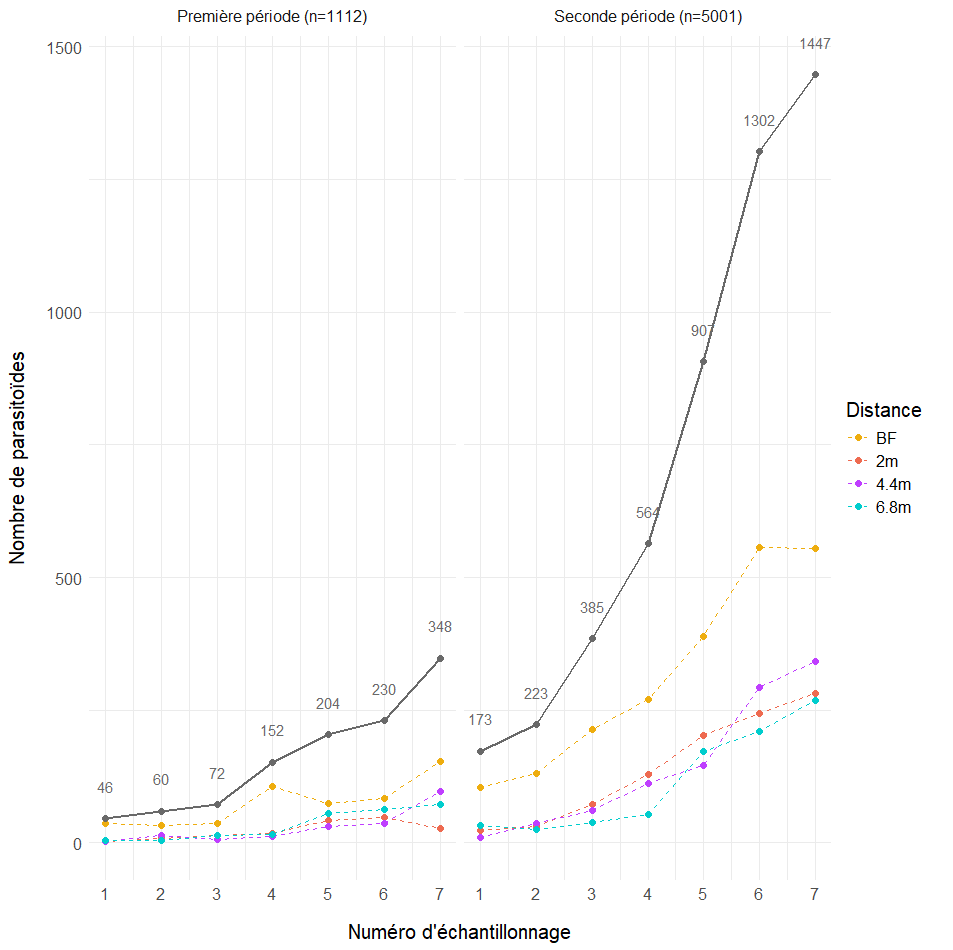 Première période (n=1112)
Seconde période (n=5001)
1500
1000
500
0
Nombre de parasitoïdes
46
60
72
152
204
230
348
173
223
385
564
907
1302
1447
1 2 3 4 5 6 7
1 2 3 4 5 6 7
Numéro d'échantillonnage
Distance
BF
2m
4.4m
6.8m